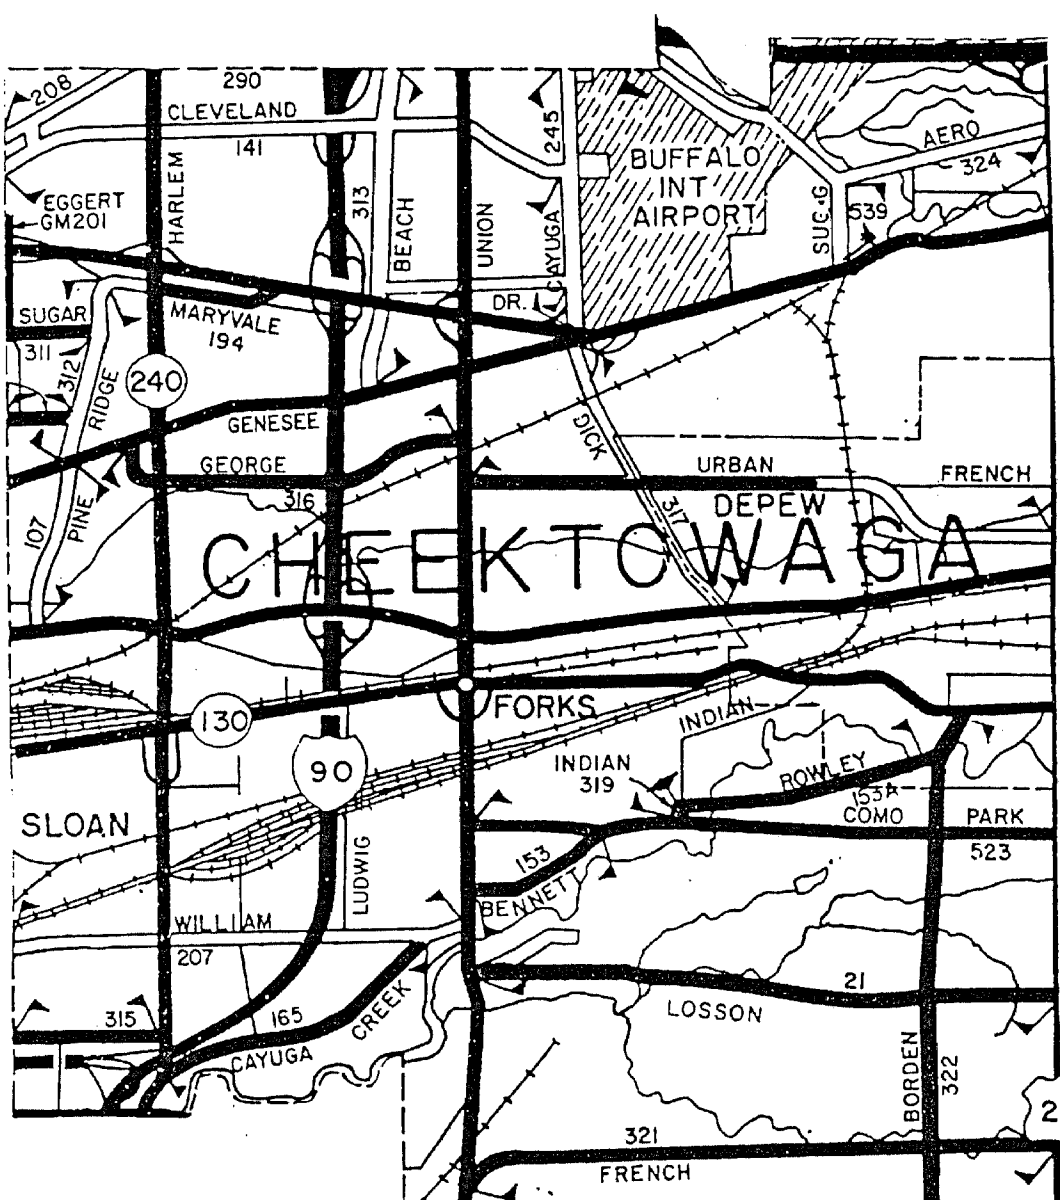 208
290
CLEVELAND
141
HARLEM
313
BEACH
UNION
245
CAYUGA
BUFFALO
INT
AIRPORT
AERO
324
539
EGGERT
GM201
SUGAR
311
312
MARYVALE
194
DR.
240
RIDGE
PINE
107
GENESEE
GEORGE
316
DICK
317
URBAN
FRENCH
DEPEW
CHEEKTOWAGA
130
FORKS
INDIAN
90
INDIAN
319
ROWLEY
153A
COMO
PARK
523
SLOAN
LUDWIG
153
BENNETT
WILLIAM
207
315
165
CAYUGA
CREEK
21
LOSSON
BORDEN
322
2
321
FRENCH